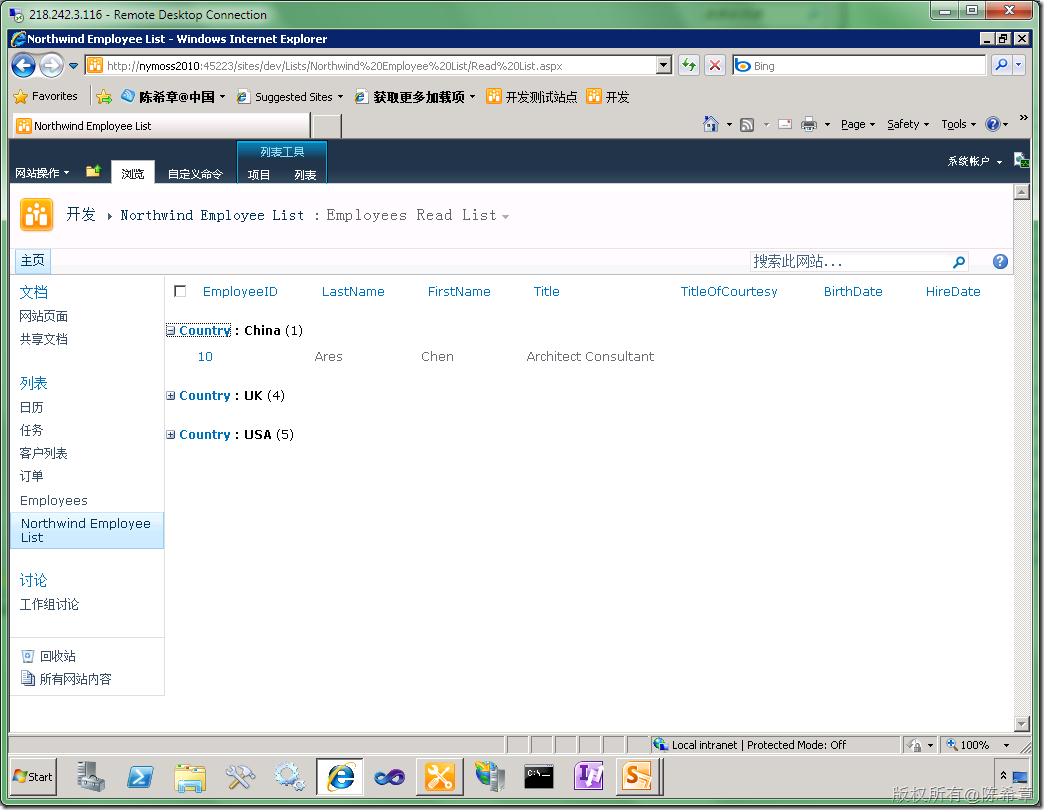 218.242.3.116 - Remote Desktop Connection
Northwind Employee List - Windows Internet Explorer
http://nymoss2010:45223/sites/dev/Lists/Northwind%20Employee%20List/Read%20List.aspx
Bing
Favorites
陈希章@中国
Suggested Sites
获取更多加载项
开发测试站点
开发
Northwind Employee List
Page
Safety
Tools
»
列表工具
系统帐户
网站操作
浏览
自定义命令
项目
列表
开发
Northwind Employee List : Employees Read List
主页
搜索此网站...
文档
网站页面
共享文档
列表
日历
任务
客户列表
订单
Employees
Northwind Employee
List
讨论
工作组讨论
回收站
所有网站内容
EmployeeID LastName FirstName Title TitleOfCourtesy BirthDate HireDate
Country : China (1)
10 Ares Chen Architect Consultant
Country : UK (4)
Country : USA (5)
Local intranet | Protected Mode: Off
100%
Start
版权所有@陈希章